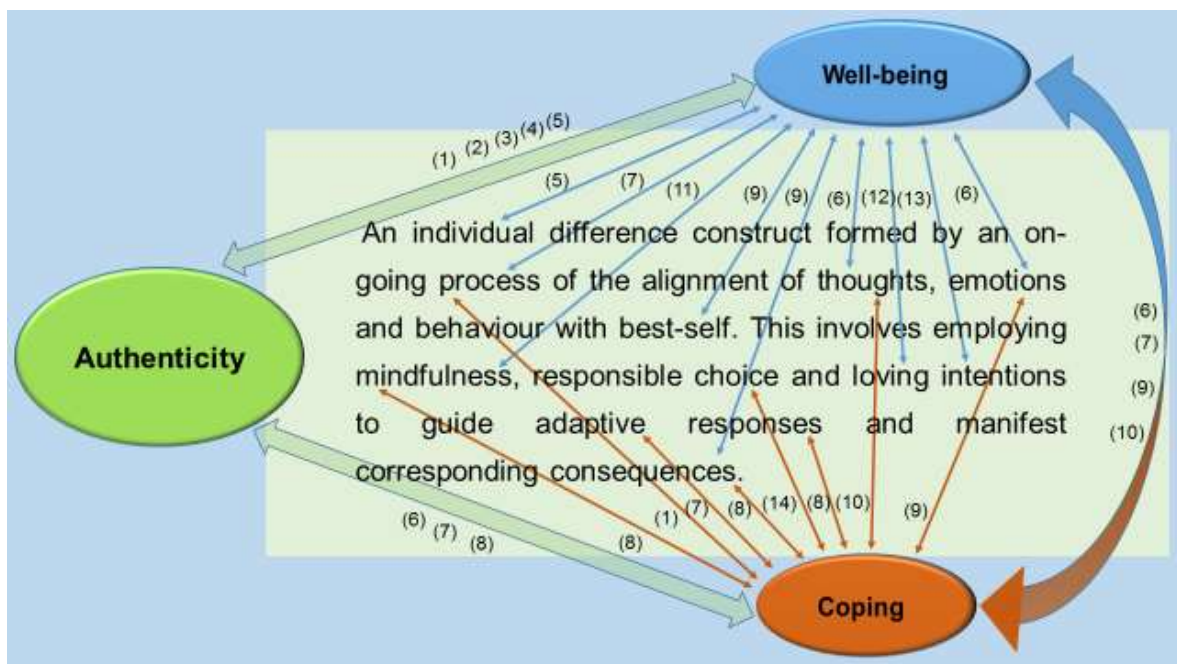 Well-being
(1) (2) (3) (4) (5)
(5) (7) (11) (9) (9) (6) (12) (13) (6)
An individual difference construct formed by an on-
going process of the alignment of thoughts, emotions
and behaviour with best-self. This involves employing
mindfulness, responsible choice and loving intentions
to guide adaptive responses and manifest
corresponding consequences.
Authenticity
(6)
(7)
(9)
(10)
(6) (7) (8)
(8) (1) (7) (8) (14) (8) (10) (9)
Coping